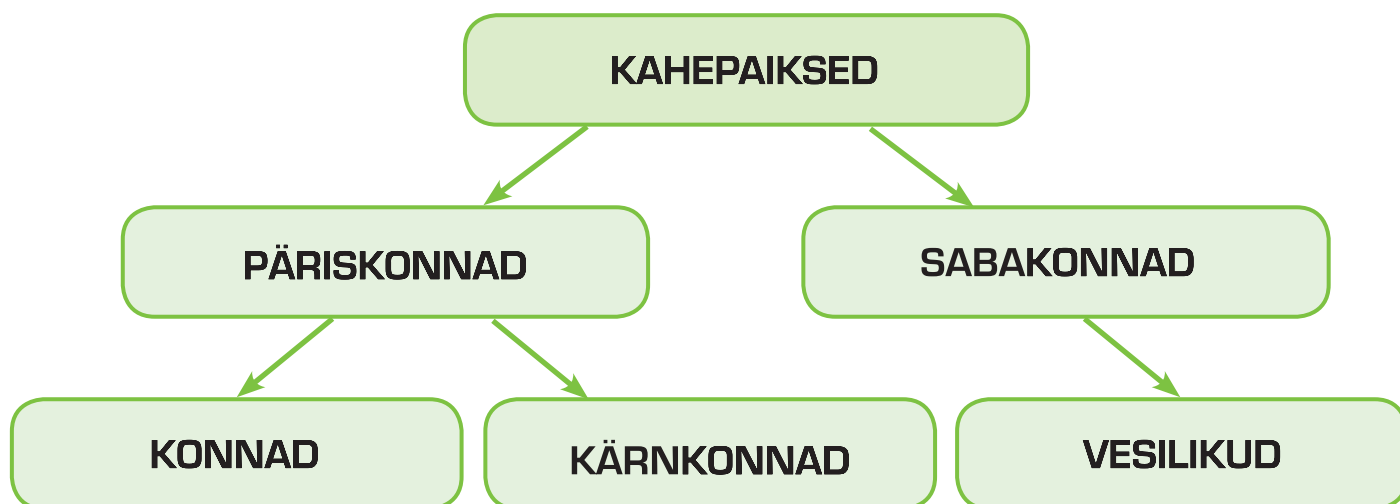 KAHEPAIKSED
PÄRISKONNAD
SABAKONNAD
KONNAD
KÄRNKONNAD
VESILIKUD